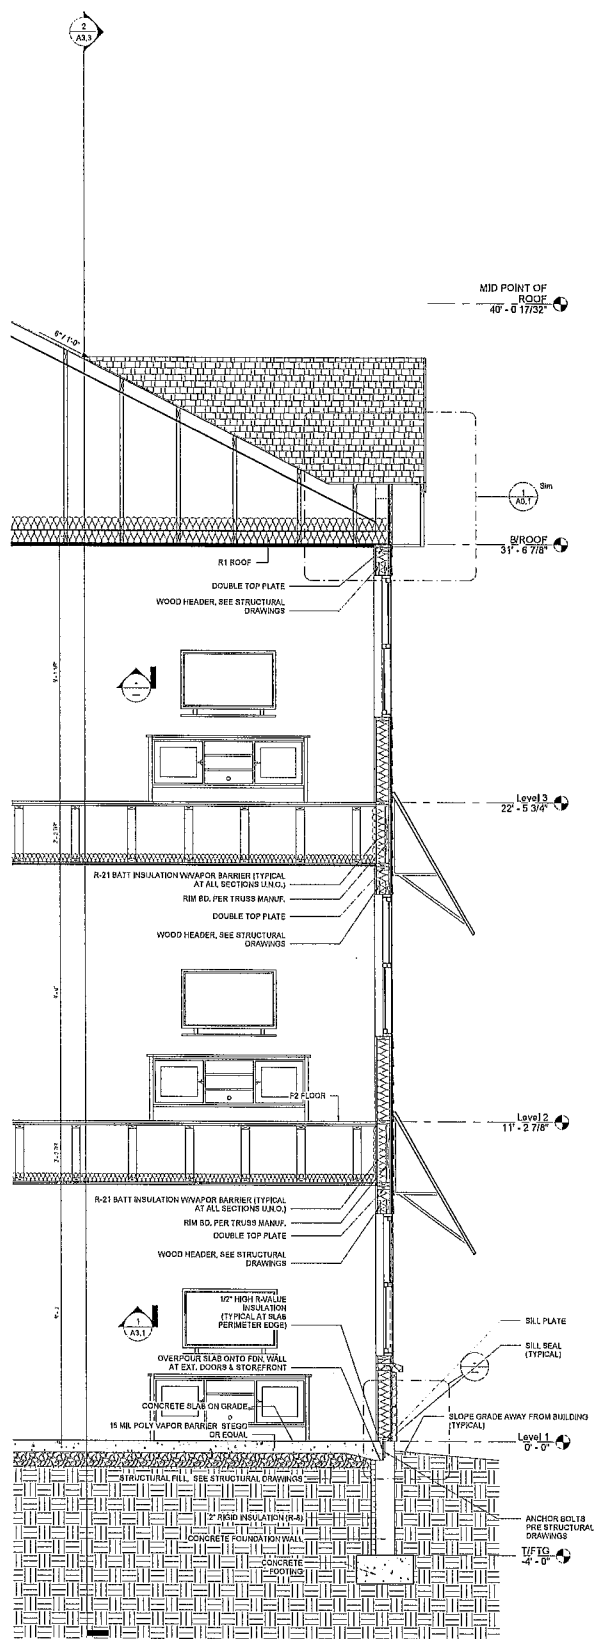 2
A3.3
MID POINT OF
ROOF
40' - 0 17/32"
6" / 1'-0"
Sim
1
A0.1
B/ROOF
31' - 6 7/8"
R1 ROOF
DOUBLE TOP PLATE
WOOD HEADER, SEE STRUCTURAL
DRAWINGS
Level 3
22' - 5 3/4"
R-21 BATT INSULATION W/VAPOR BARRIER (TYPICAL
AT ALL SECTIONS U.N.O.)
RIM BD. PER TRUSS MANUF.
DOUBLE TOP PLATE
WOOD HEADER, SEE STRUCTURAL
DRAWINGS
F2 FLOOR
Level 2
11' - 2 7/8"
R-21 BATT INSULATION W/VAPOR BARRIER (TYPICAL
AT ALL SECTIONS U.N.O.)
RIM BD. PER TRUSS MANUF.
DOUBLE TOP PLATE
WOOD HEADER, SEE STRUCTURAL
DRAWINGS
1/2" HIGH R-VALUE
INSULATION
(TYPICAL AT SLAB
PERIMETER EDGE)
1
A3.1
SILL PLATE
SILL SEAL
(TYPICAL)
OVERPOUR SLAB ONTO FDN. WALL
AT EXT. DOORS & STOREFRONT
CONCRETE SLAB ON GRADE
SLOPE GRADE AWAY FROM BUILDING
(TYPICAL)
15 MIL POLY VAPOR BARRIER STEGO
OR EQUAL
Level 1
0' - 0"
STRUCTURAL FILL, SEE STRUCTURAL DRAWINGS
2" RIGID INSULATION (R-8)
ANCHOR BOLTS
PRE STRUCTURAL
DRAWINGS
CONCRETE FOUNDATION WALL
T/FTG
-4' - 0"
CONCRETE
FOOTING